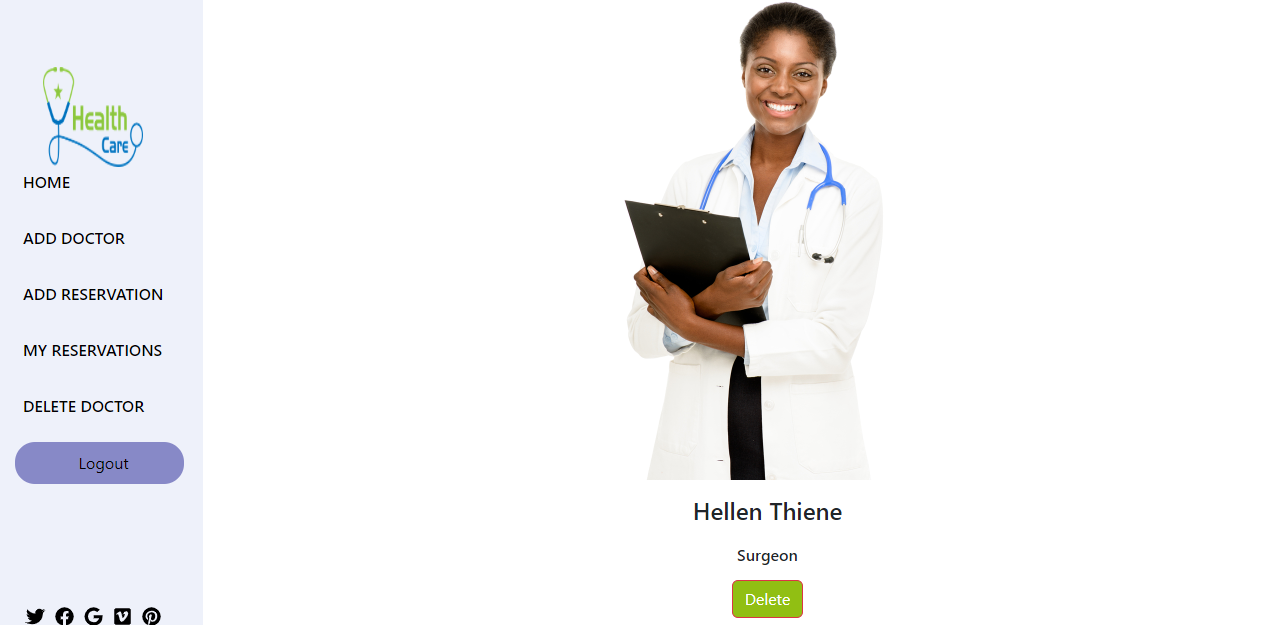 Health
Care
HOME
ADD DOCTOR
ADD RESERVATION
MY RESERVATIONS
DELETE DOCTOR
Logout
Hellen Thiene
Surgeon
Delete